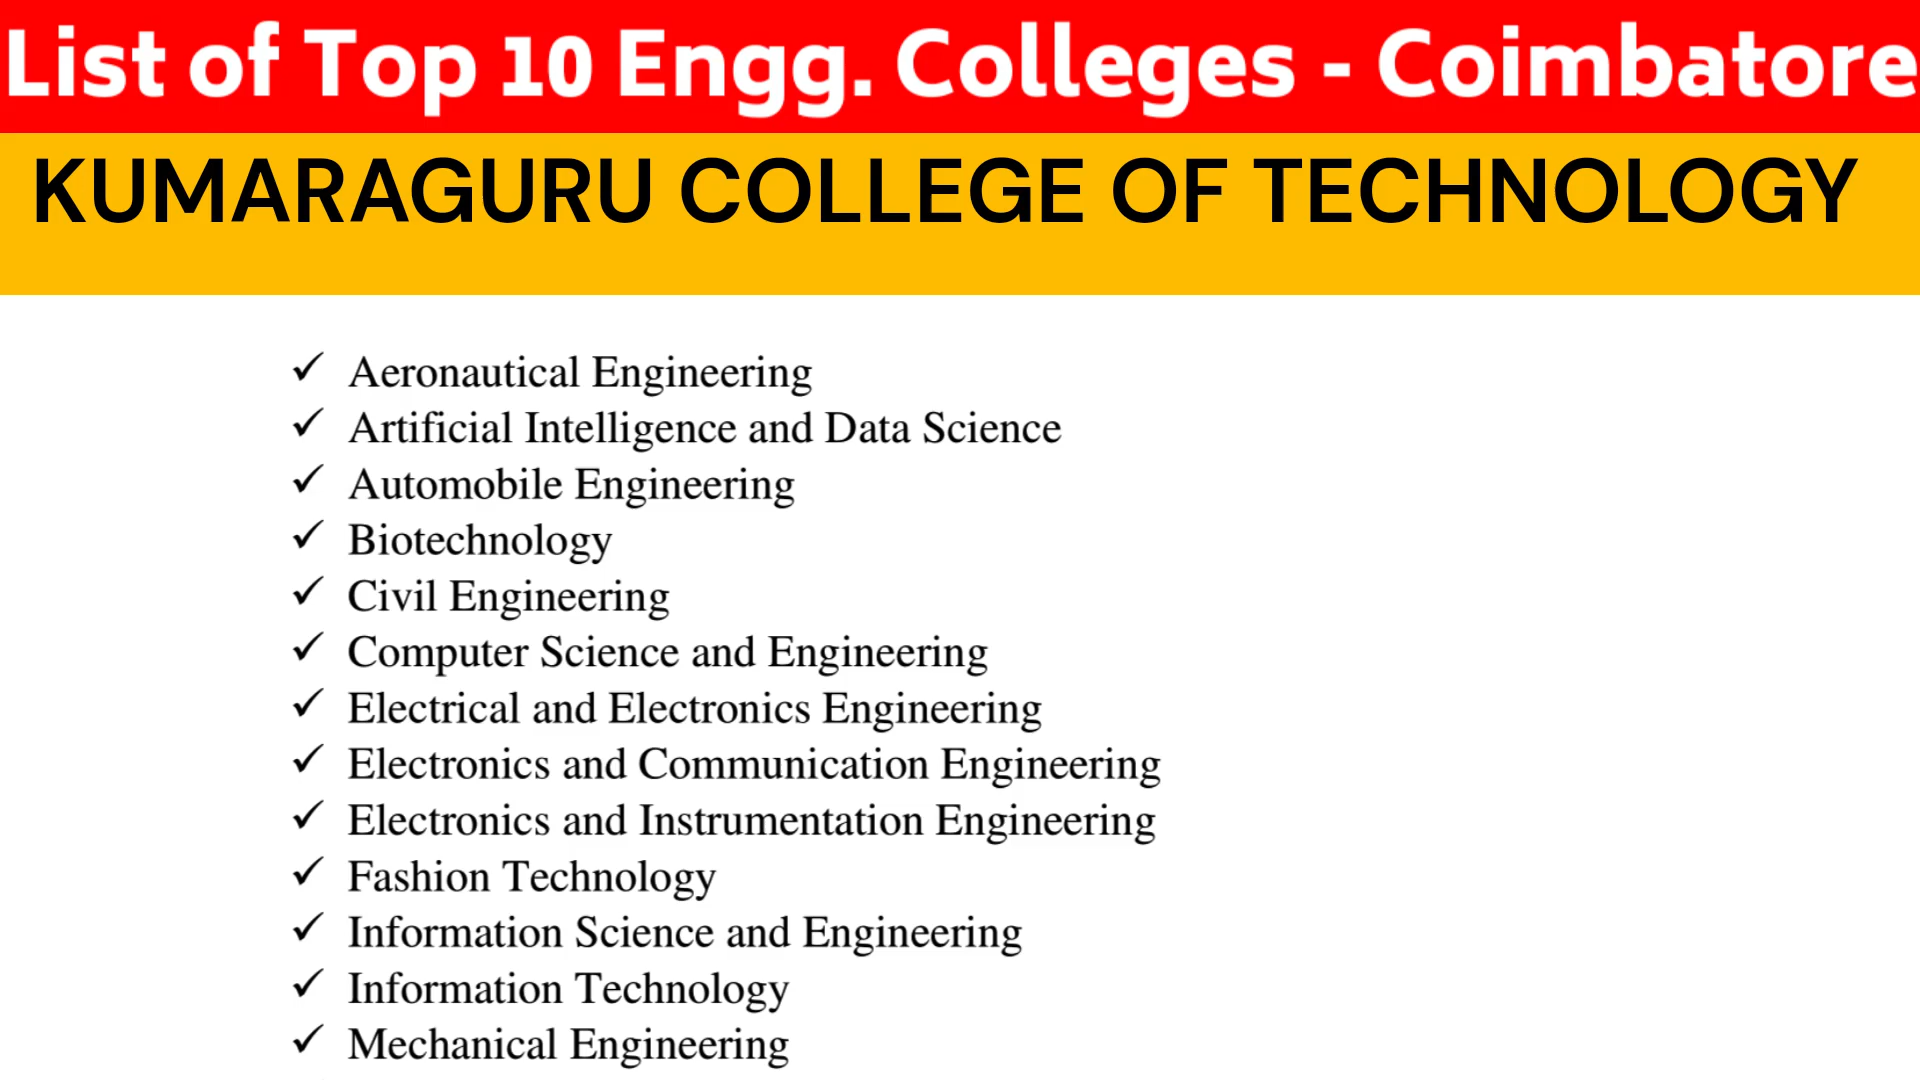 List of Top 10 Engg. Colleges - Coimbatore
KUMARAGURU COLLEGE OF TECHNOLOGY
✓ Aeronautical Engineering
✓ Artificial Intelligence and Data Science
✓ Automobile Engineering
✓ Biotechnology
✓ Civil Engineering
✓ Computer Science and Engineering
✓ Electrical and Electronics Engineering
✓ Electronics and Communication Engineering
✓ Electronics and Instrumentation Engineering
✓ Fashion Technology
✓ Information Science and Engineering
✓ Information Technology
✓ Mechanical Engineering